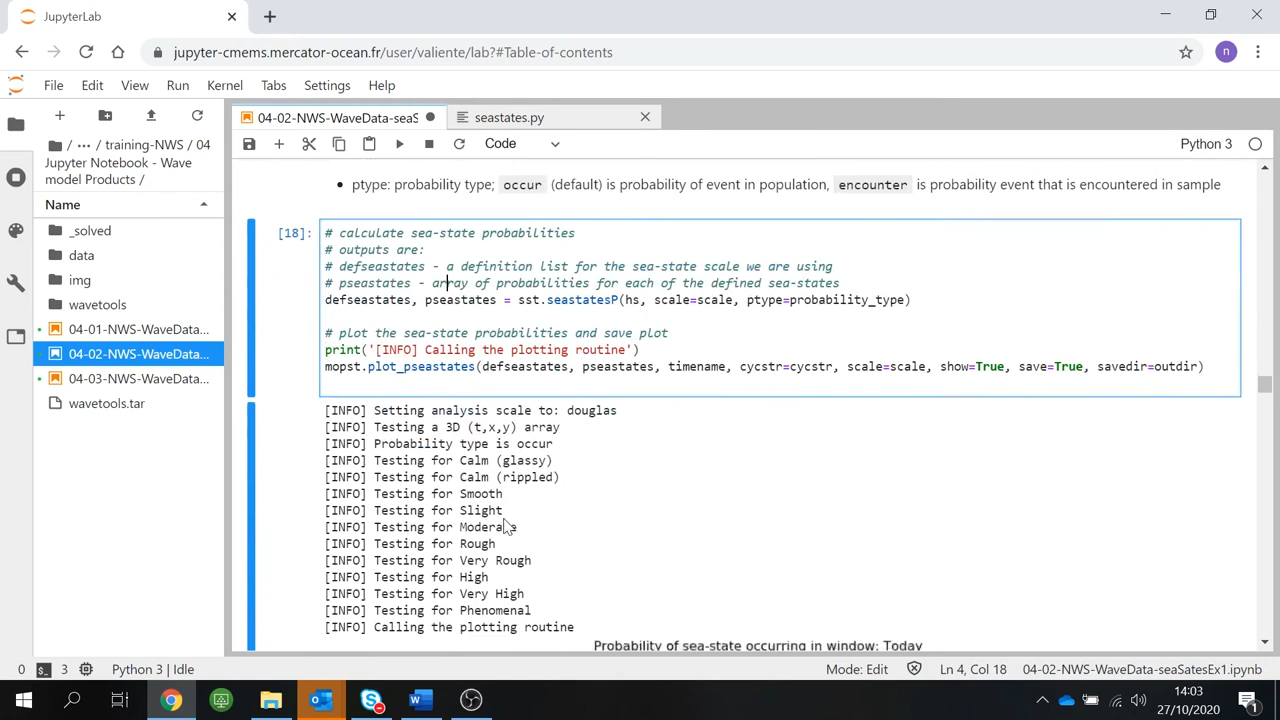 JupyterLab
jupyter-cmems.mercator-ocean.fr/user/valiente/lab?#Table-of-contents
n
File Edit View Run Kernel Tabs Settings Help
04-02-NWS-WaveData-seaS
seastates.py
/ ··· / training-NWS / 04
Jupyter Notebook - Wave
model Products /
Code
Python 3
Name
_solved
data
img
wavetools
04-01-NWS-WaveData...
04-02-NWS-WaveData...
04-03-NWS-WaveData...
wavetools.tar
• ptype: probability type; occur (default) is probability of event in population, encounter is probability event that is encountered in sample
[18]:
# calculate sea-state probabilities
# outputs are:
# defseastates - a definition list for the sea-state scale we are using
# pseastates - array of probabilities for each of the defined sea-states
defseastates, pseastates = sst.seastatesP(hs, scale=scale, ptype=probability_type)
# plot the sea-state probabilities and save plot
print('[INFO] Calling the plotting routine')
mopst.plot_pseastates(defseastates, pseastates, timename, cycstr=cycstr, scale=scale, show=True, save=True, savedir=outdir)
[INFO] Setting analysis scale to: douglas
[INFO] Testing a 3D (t,x,y) array
[INFO] Probability type is occur
[INFO] Testing for Calm (glassy)
[INFO] Testing for Calm (rippled)
[INFO] Testing for Smooth
[INFO] Testing for Slight
[INFO] Testing for Moderate
[INFO] Testing for Rough
[INFO] Testing for Very Rough
[INFO] Testing for High
[INFO] Testing for Very High
[INFO] Testing for Phenomenal
[INFO] Calling the plotting routine
Probability of sea-state occurring in window: Today
0 3 Python 3 | Idle
Mode: Edit Ln 4, Col 18 04-02-NWS-WaveData-seaSatesEx1.ipynb
14:03
27/10/2020
1